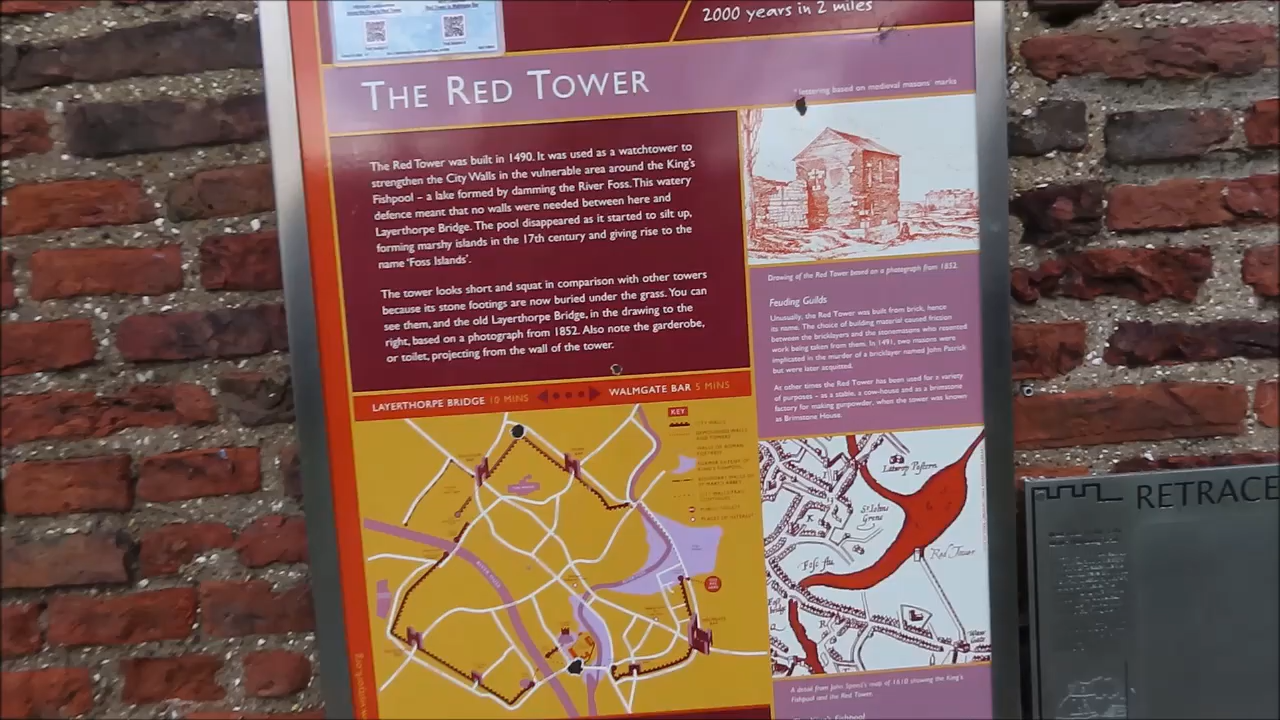 2000 years in 2 miles
THE RED TOWER
* lettering based on medieval masons' marks
The Red Tower was built in 1490. It was used as a watchtower to
strengthen the City Walls in the vulnerable area around the King's
Fishpool – a lake formed by damming the River Foss. This watery
defence meant that no walls were needed between here and
Layerthorpe Bridge. The pool disappeared as it started to silt up,
forming marshy islands in the 17th century and giving rise to the
name 'Foss Islands'.
The tower looks short and squat in comparison with other towers
because its stone footings are now buried under the grass. You can
see them, and the old Layerthorpe Bridge, in the drawing to the
right, based on a photograph from 1852. Also note the garderobe,
or toilet, projecting from the wall of the tower.
Drawing of the Red Tower based on a photograph from 1852.
Feuding Guilds
Unusually, the Red Tower was built from brick, hence
its name. The choice of building material caused friction
between the bricklayers and the stonemasons who resented
work being taken from them. In 1491, two masons were
implicated in the murder of a bricklayer named John Patrick
but were later acquitted.
At other times the Red Tower has been used for a variety
of purposes – as a stable, a cow-house and as a brimstone
factory for making gunpowder, when the tower was known
as Brimstone House.
LAYERTHORPE BRIDGE 10 MINS
WALMGATE BAR 5 MINS
KEY
CITY WALLS
Lathrop Postern
St Johns
Grene
Red Tower
Foss flu
A detail from John Speed's map of 1610 showing the King's
Fishpool and the Red Tower.
RETRACE